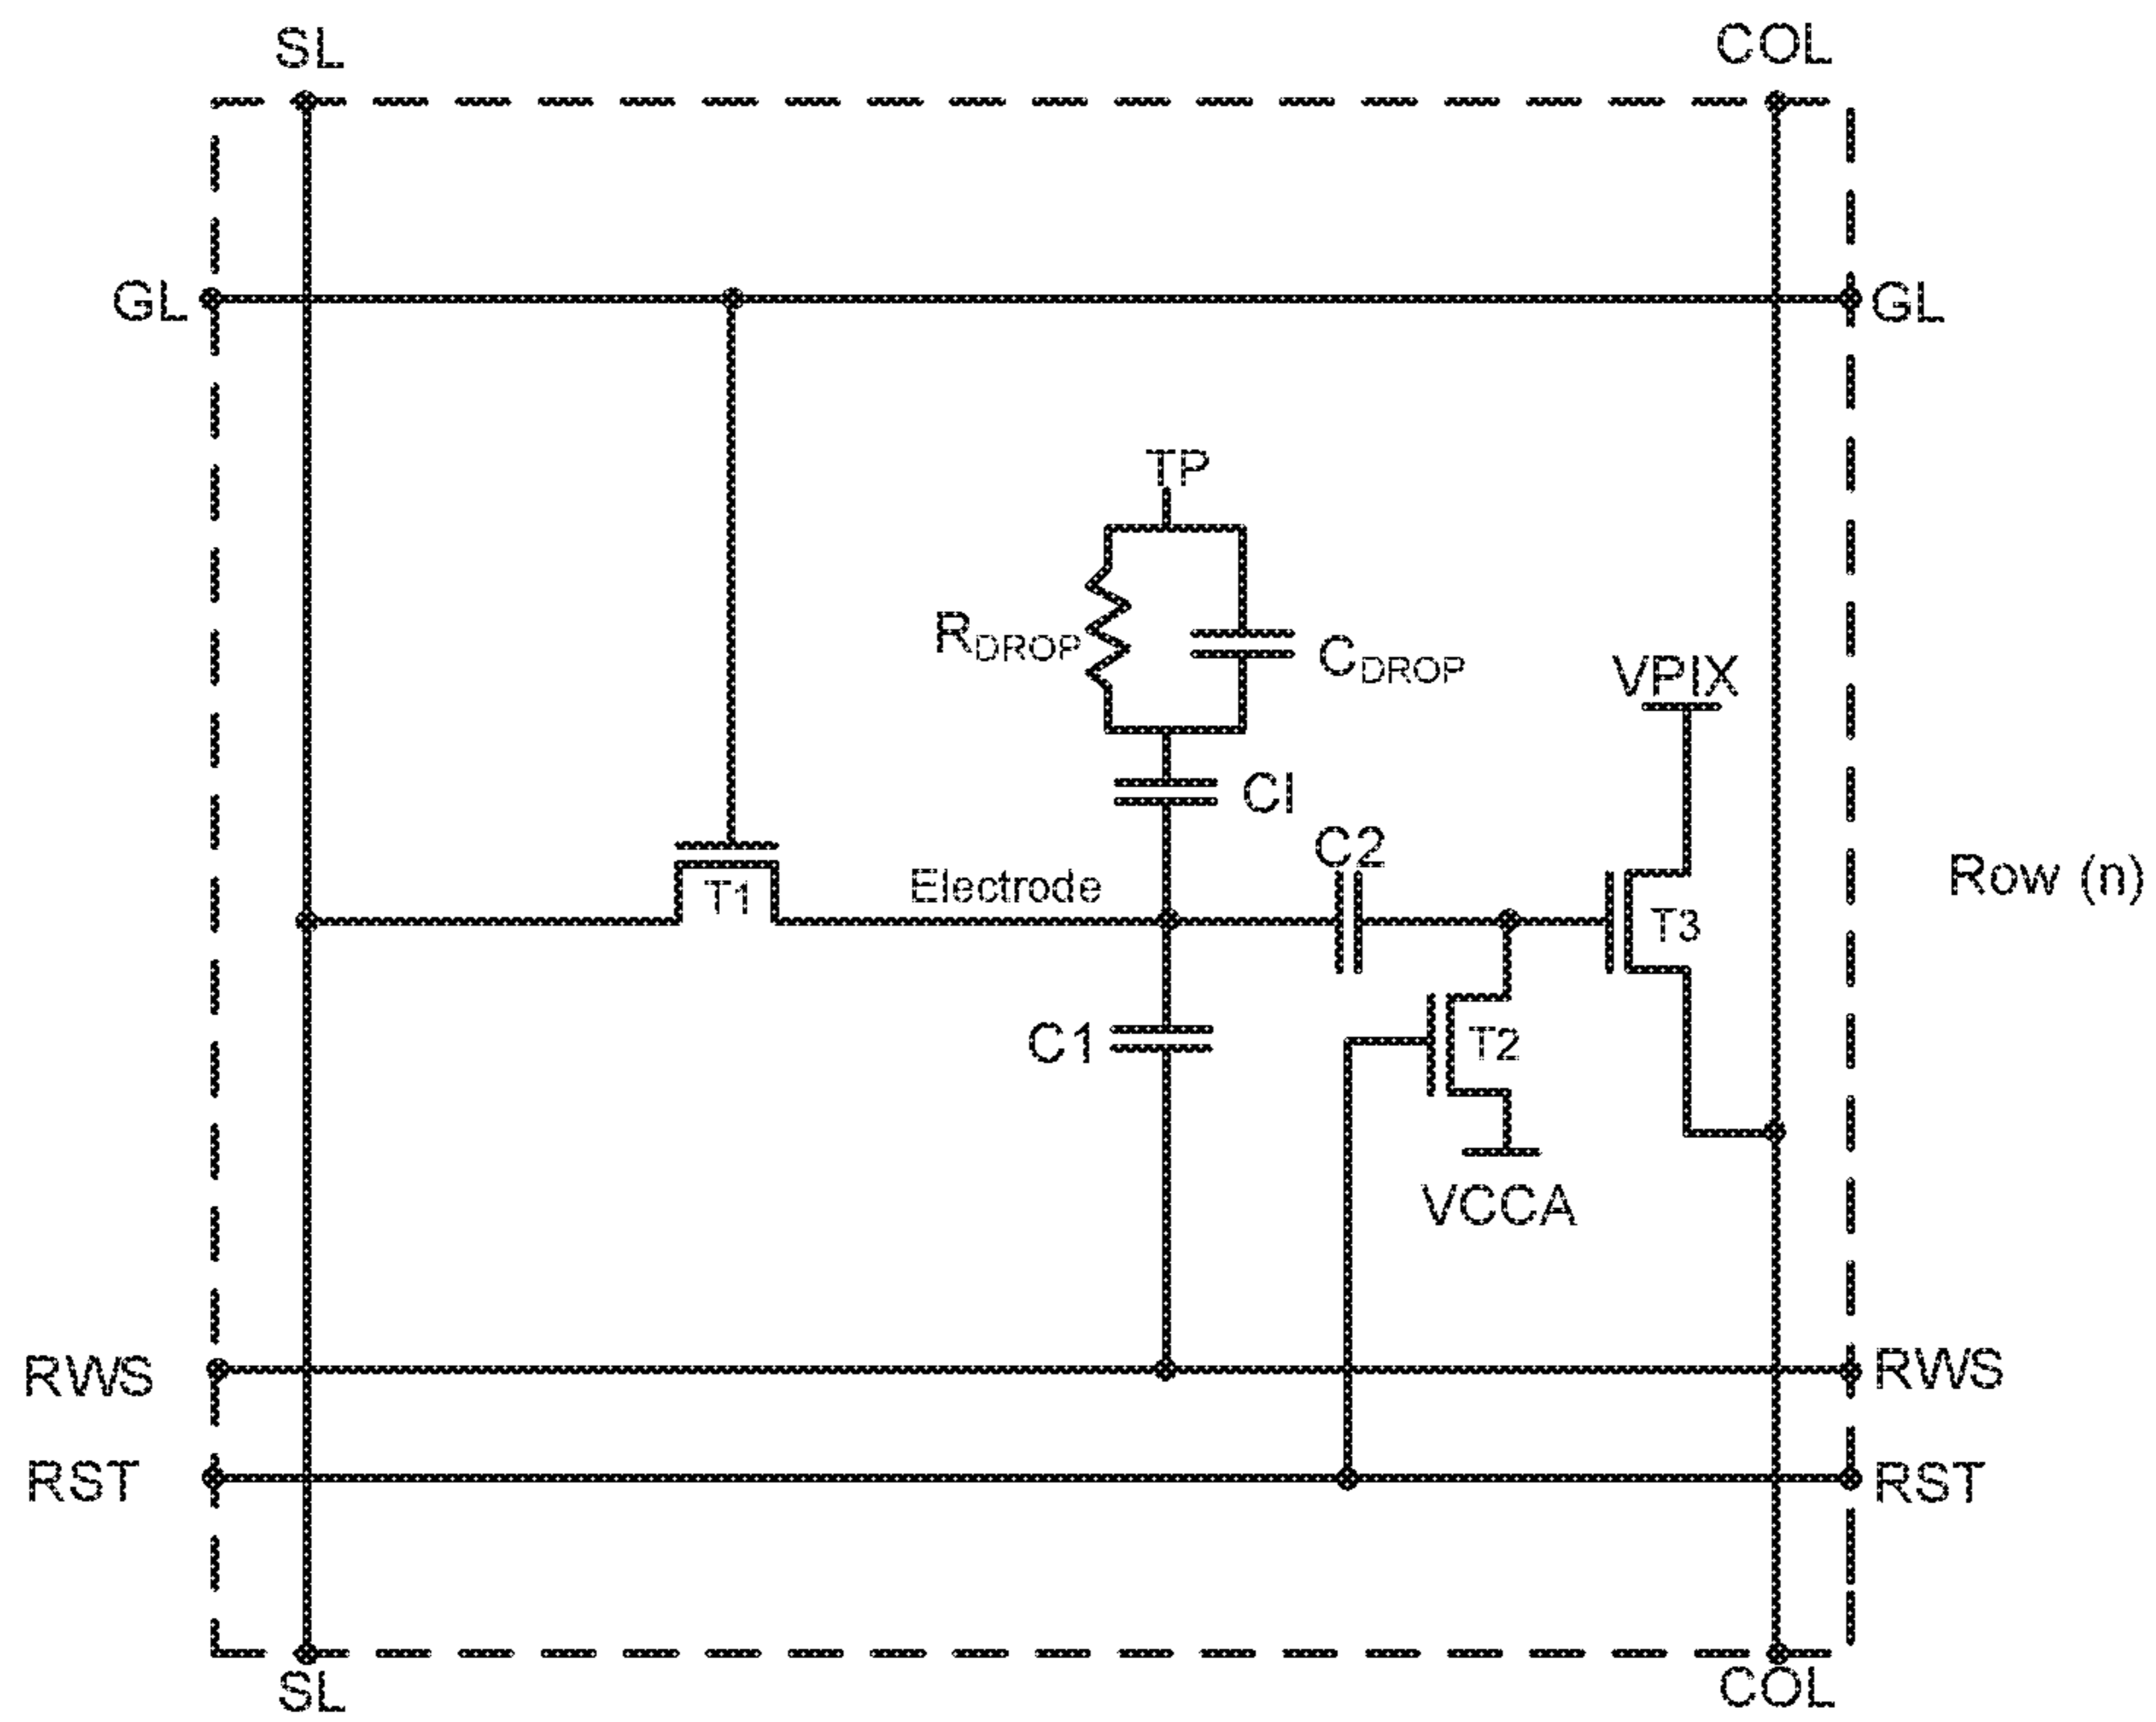 SL COL
GL GL
TP
RDROP CDROP
VPIX
CI
C2
T1 Electrode T3 Row (n)
C1 T2
VCCA
RWS RWS
RST RST
SL COL